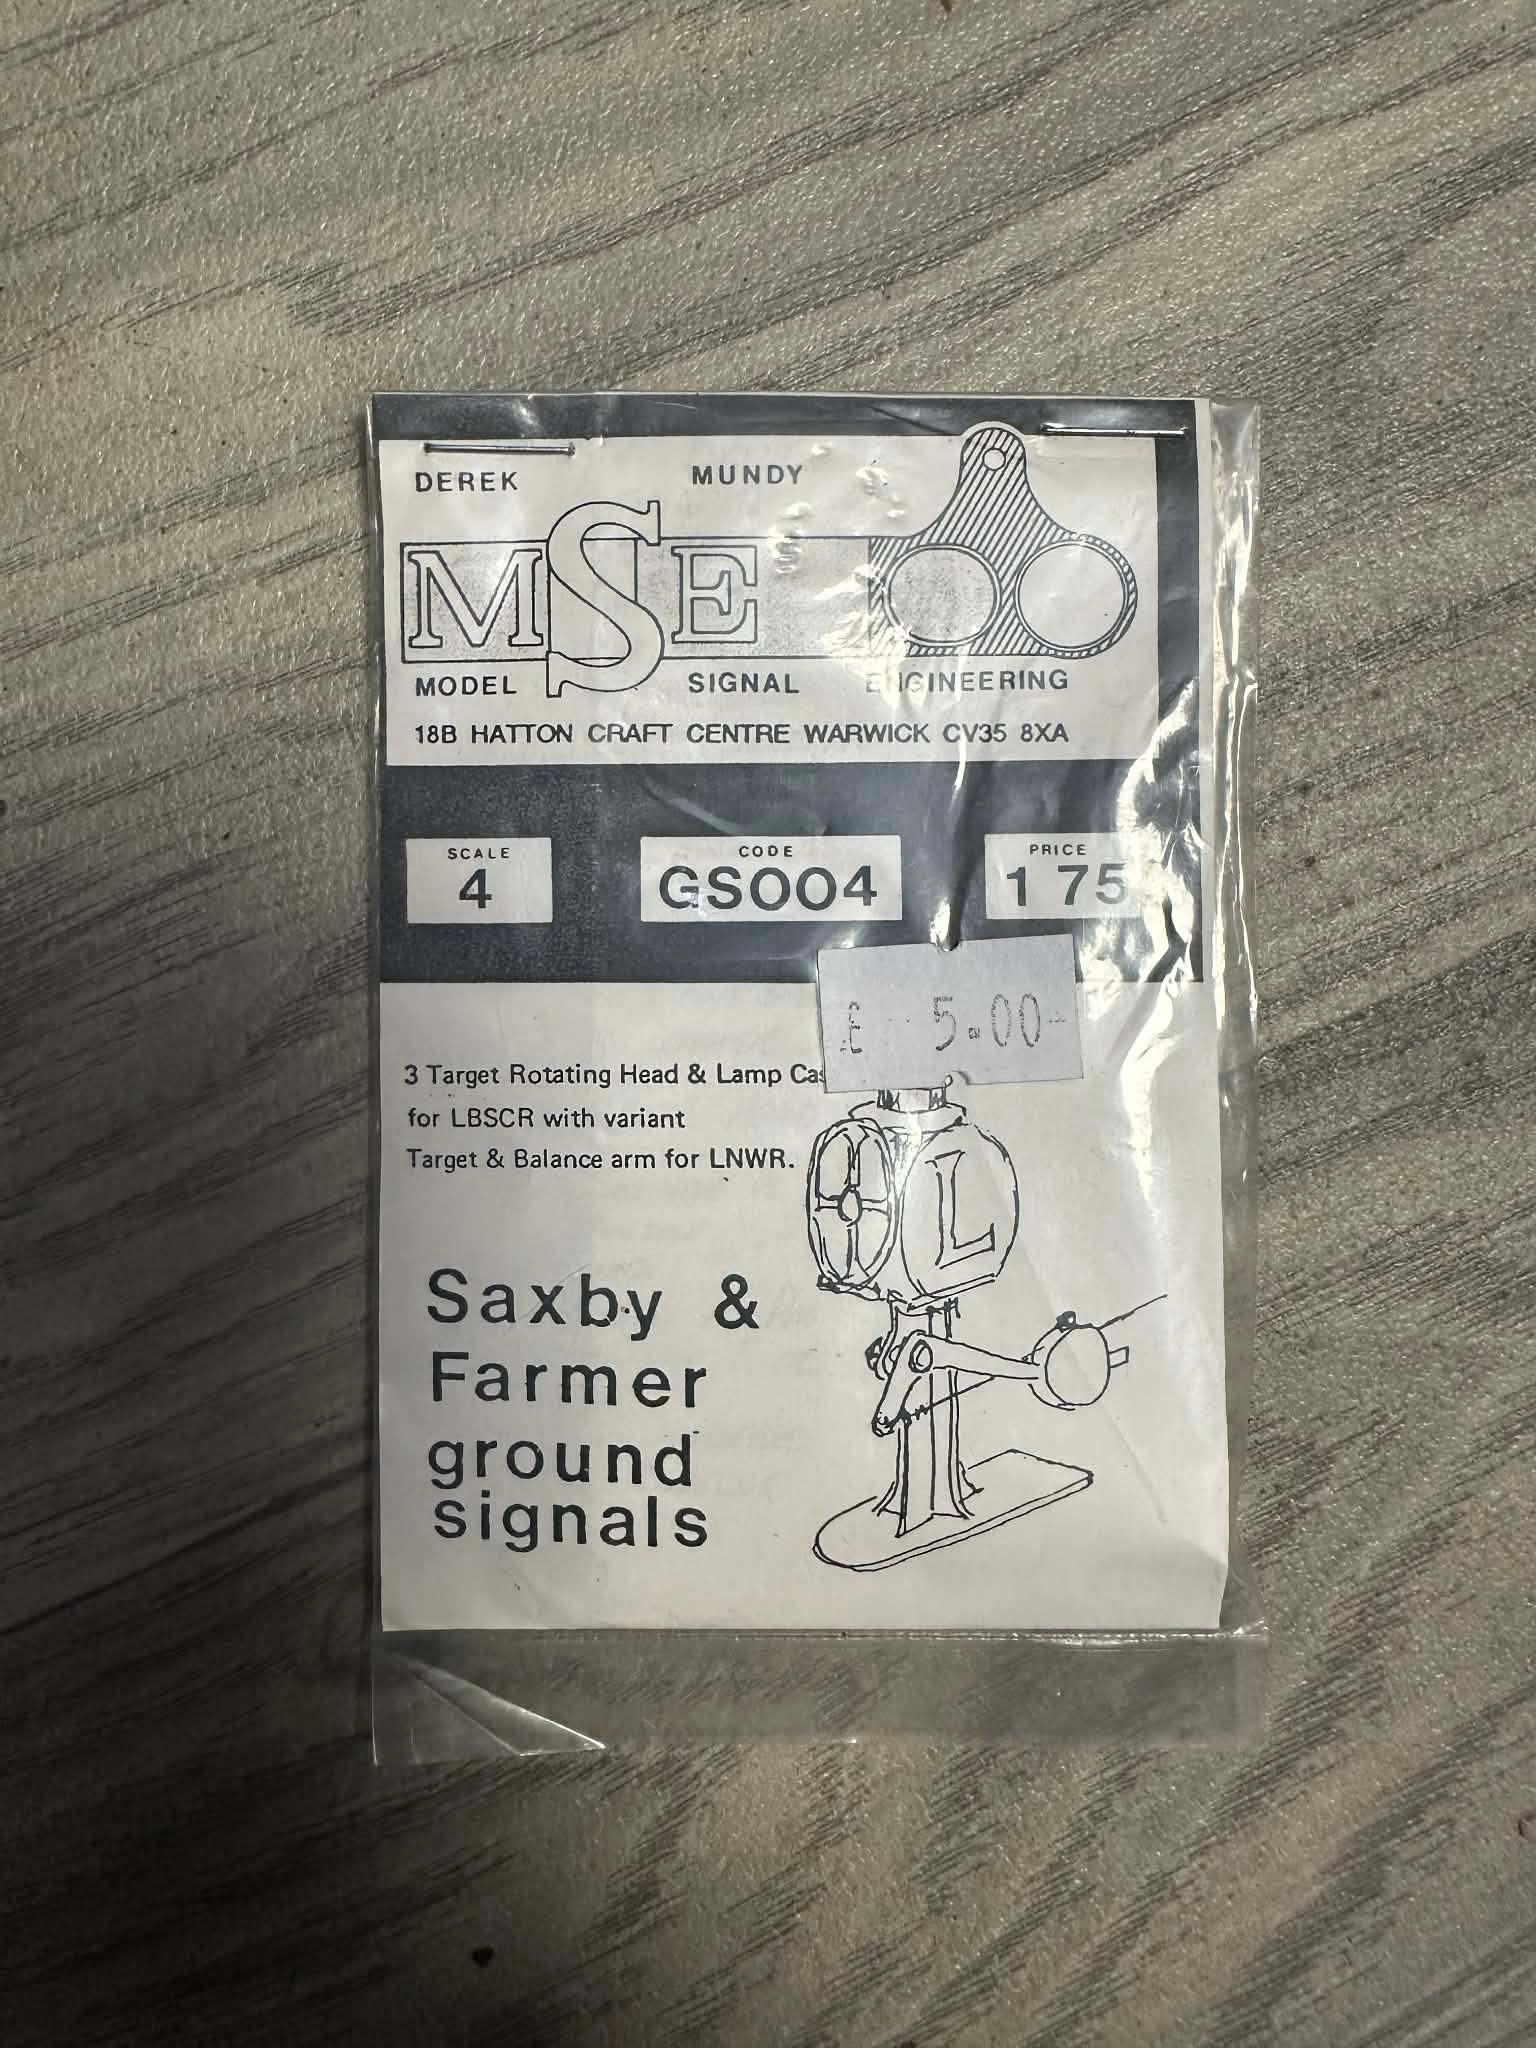 DEREK MUNDY
MSE
MODEL SIGNAL ENGINEERING
18B HATTON CRAFT CENTRE WARWICK CV35 8XA
SCALE CODE PRICE
4 GS004 1 75
£ 5.00
3 Target Rotating Head & Lamp Cas
for LBSCR with variant
Target & Balance arm for LNWR.
L
Saxby &
Farmer
ground
signals